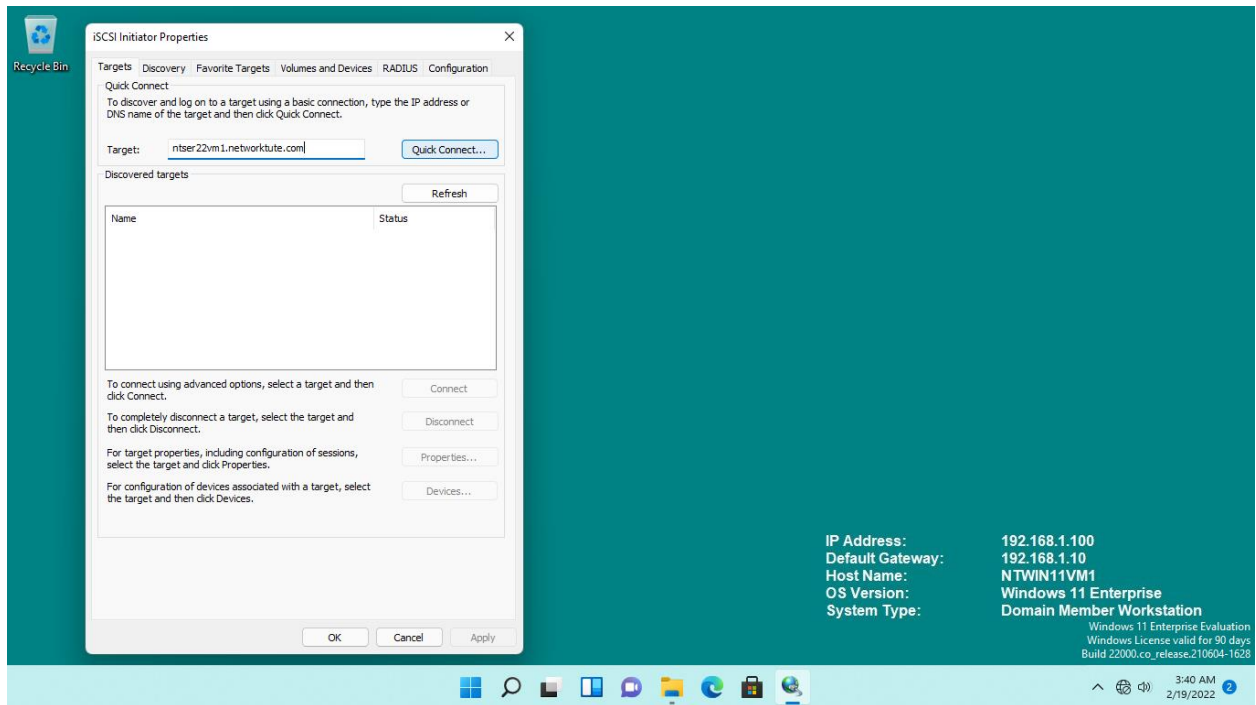 Recycle Bin
iSCSI Initiator Properties
Targets Discovery Favorite Targets Volumes and Devices RADIUS Configuration
Quick Connect
To discover and log on to a target using a basic connection, type the IP address or
DNS name of the target and then click Quick Connect.
Target: ntser22vm1.networktute.com Quick Connect...
Discovered targets
Refresh
Name Status
To connect using advanced options, select a target and then
click Connect.
Connect
To completely disconnect a target, select the target and
then click Disconnect.
Disconnect
For target properties, including configuration of sessions,
select the target and click Properties.
Properties...
For configuration of devices associated with a target, select
the target and then click Devices.
Devices...
OK Cancel Apply
IP Address: 192.168.1.100
Default Gateway: 192.168.1.10
Host Name: NTWIN11VM1
OS Version: Windows 11 Enterprise
System Type: Domain Member Workstation
Windows 11 Enterprise Evaluation
Windows License valid for 90 days
Build 22000.co_release.210604-1628
3:40 AM
2/19/2022
2